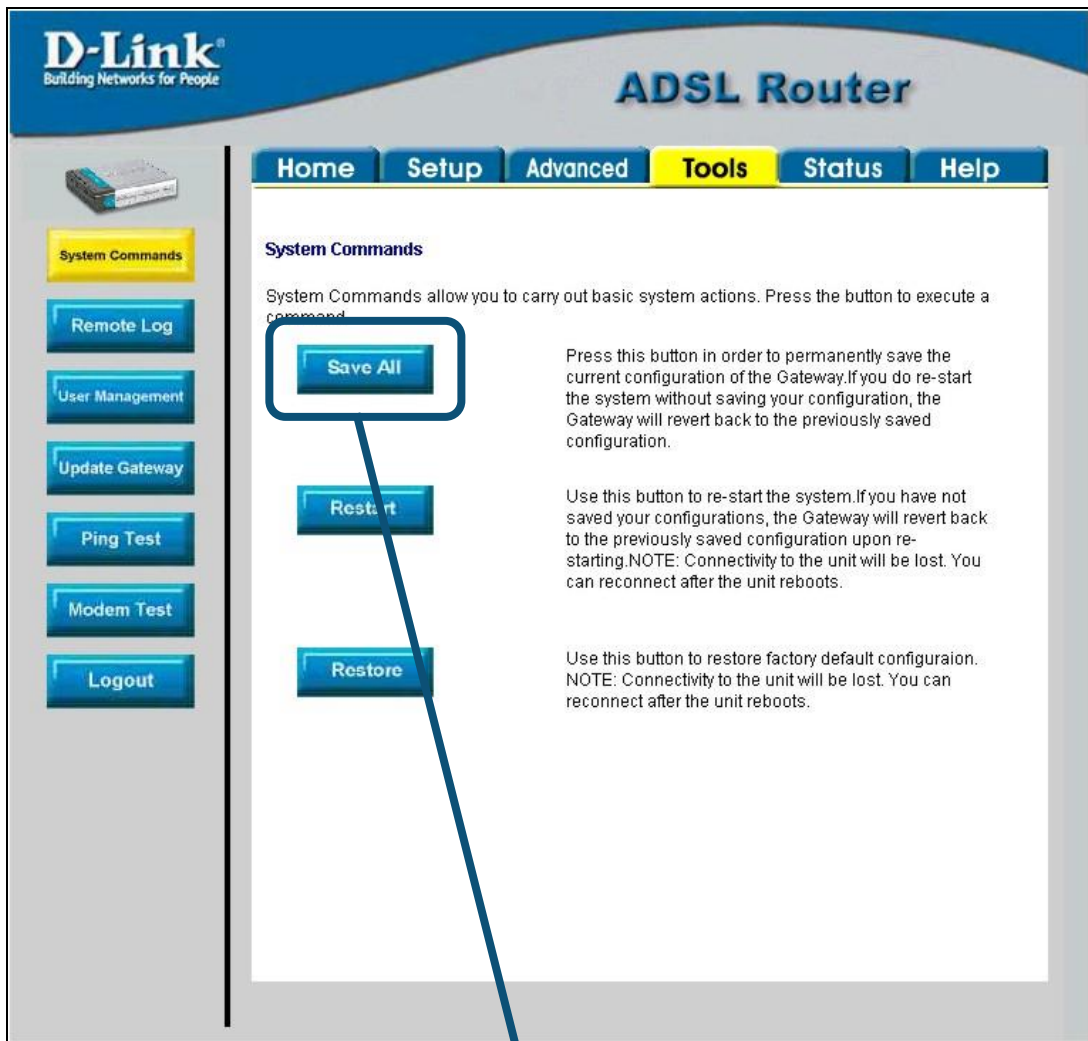 D-Link®
Building Networks for People
ADSL Router
Home Setup Advanced Tools Status Help
System Commands
Remote Log
User Management
Update Gateway
Ping Test
Modem Test
Logout
System Commands
System Commands allow you to carry out basic system actions. Press the button to execute a
command.
Save All
Press this button in order to permanently save the
current configuration of the Gateway.If you do re-start
the system without saving your configuration, the
Gateway will revert back to the previously saved
configuration.
Restart
Use this button to re-start the system.If you have not
saved your configurations, the Gateway will revert back
to the previously saved configuration upon re-
starting.NOTE: Connectivity to the unit will be lost. You
can reconnect after the unit reboots.
Restore
Use this button to restore factory default configuraion.
NOTE: Connectivity to the unit will be lost. You can
reconnect after the unit reboots.